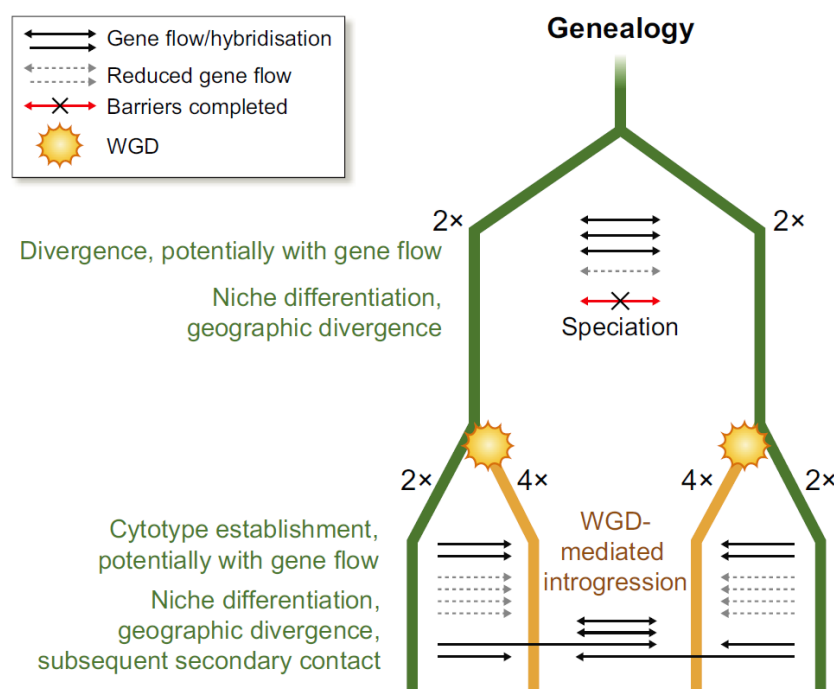 Gene flow/hybridisation
Reduced gene flow
Barriers completed
WGD
Genealogy
2×
2×
Divergence, potentially with gene flow
Niche differentiation,
geographic divergence
Speciation
2×
4×
4×
2×
Cytotype establishment,
potentially with gene flow
WGD-
mediated
introgression
Niche differentiation,
geographic divergence,
subsequent secondary contact